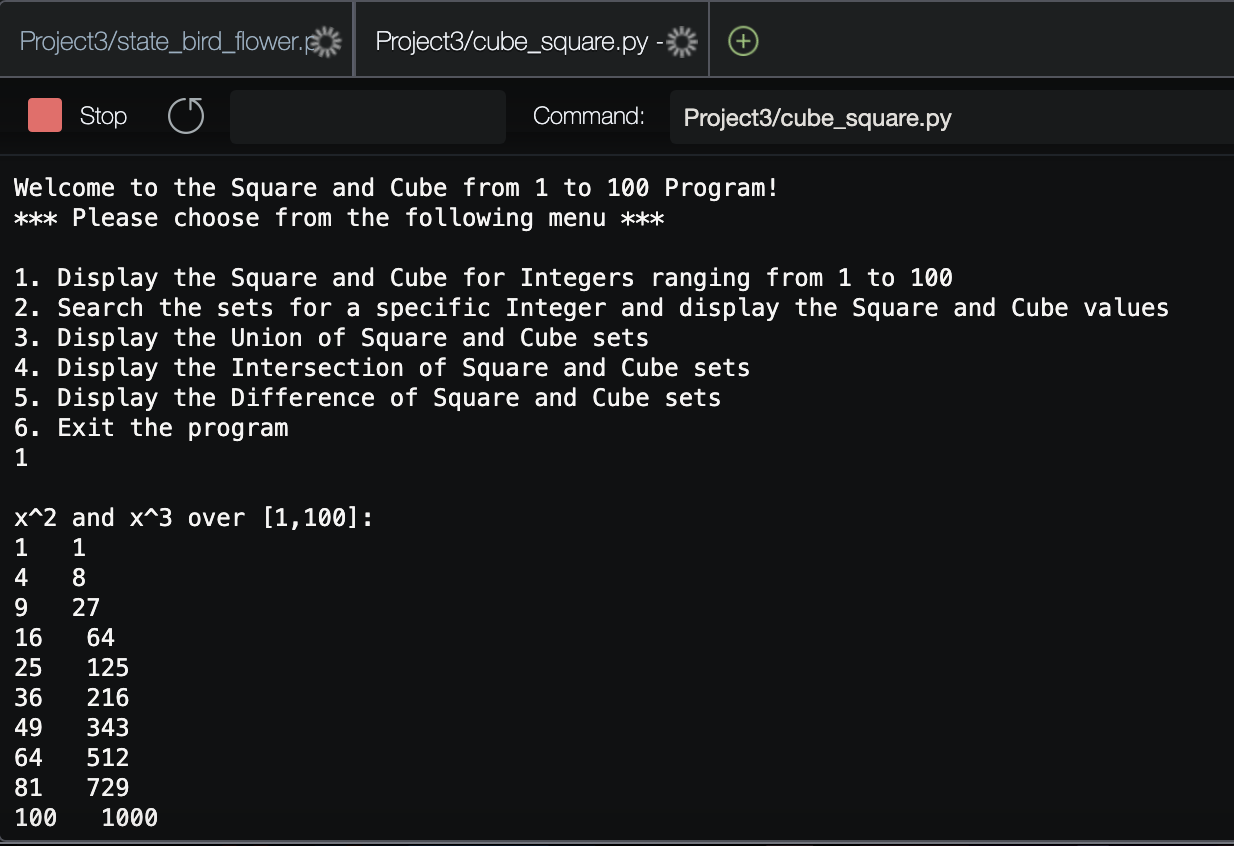 Project3/state_bird_flower.p
Project3/cube_square.py -
Stop
Command:
Project3/cube_square.py
Welcome to the Square and Cube from 1 to 100 Program!
*** Please choose from the following menu ***
1. Display the Square and Cube for Integers ranging from 1 to 100
2. Search the sets for a specific Integer and display the Square and Cube values
3. Display the Union of Square and Cube sets
4. Display the Intersection of Square and Cube sets
5. Display the Difference of Square and Cube sets
6. Exit the program
1
x^2 and x^3 over [1,100]:
1   1
4   8
9   27
16   64
25   125
36   216
49   343
64   512
81   729
100   1000